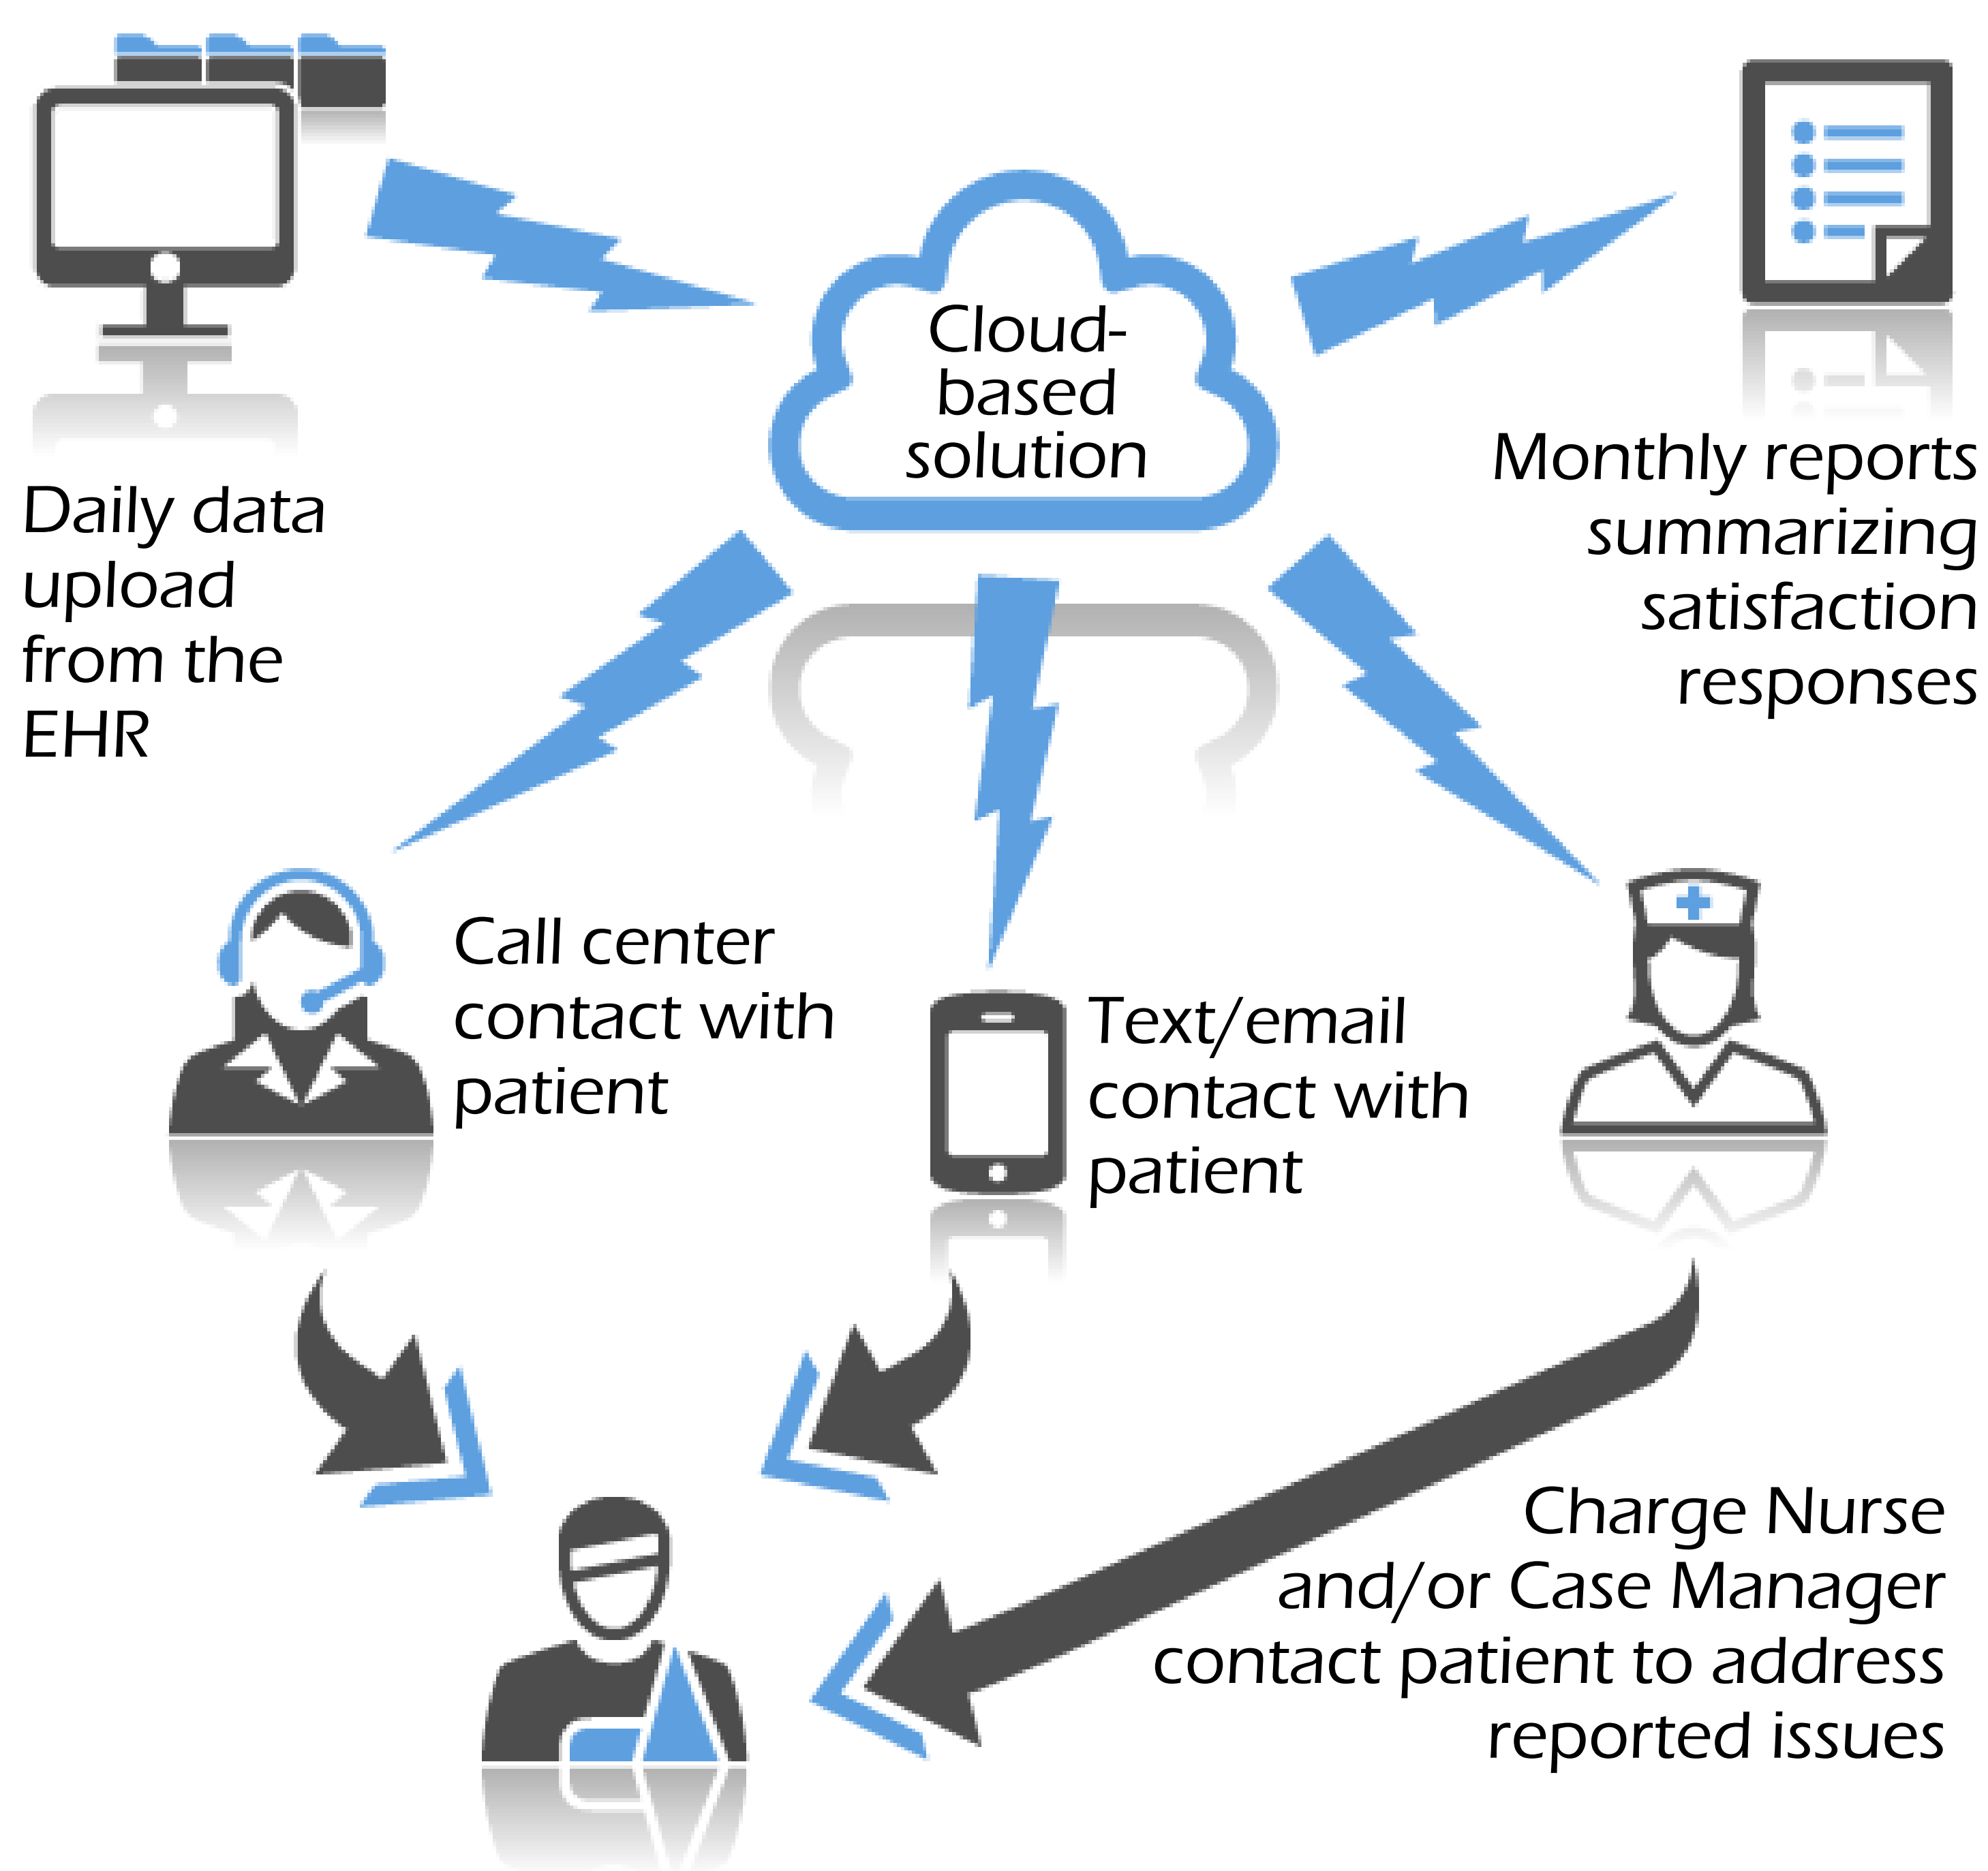 Cloud-
based
solution
Daily data
upload
from the
EHR
Monthly reports
summarizing
satisfaction
responses
Call center
contact with
patient
Text/email
contact with
patient
Charge Nurse
and/or Case Manager
contact patient to address
reported issues